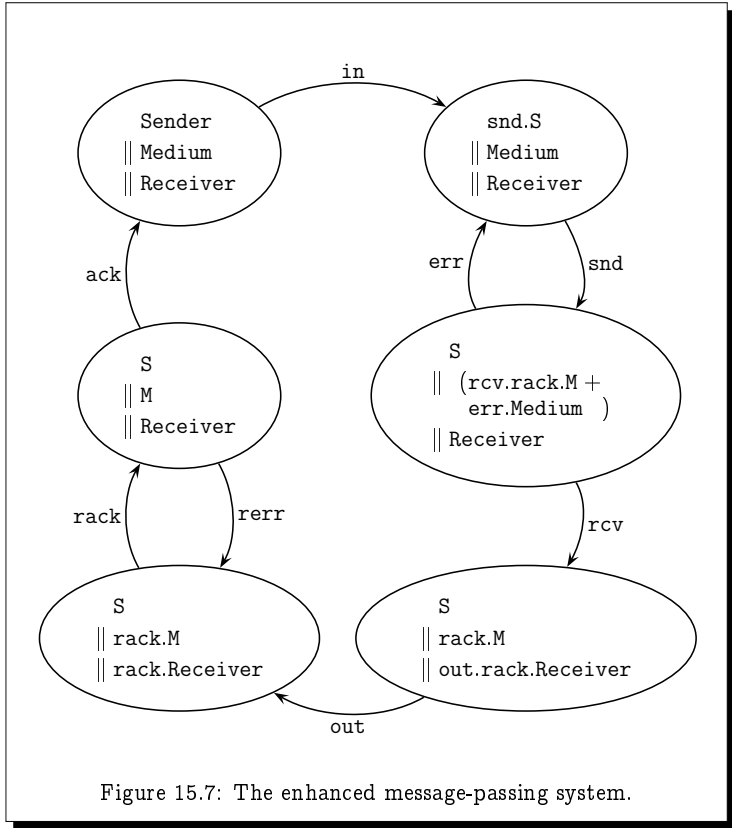 in
Sender
|| Medium
|| Receiver
snd.S
|| Medium
|| Receiver
ack
err
snd
S
|| M
|| Receiver
S
|| (rcv.rack.M +
err.Medium )
|| Receiver
rack
rerr
rcv
S
|| rack.M
|| rack.Receiver
S
|| rack.M
|| out.rack.Receiver
out
Figure 15.7: The enhanced message-passing system.